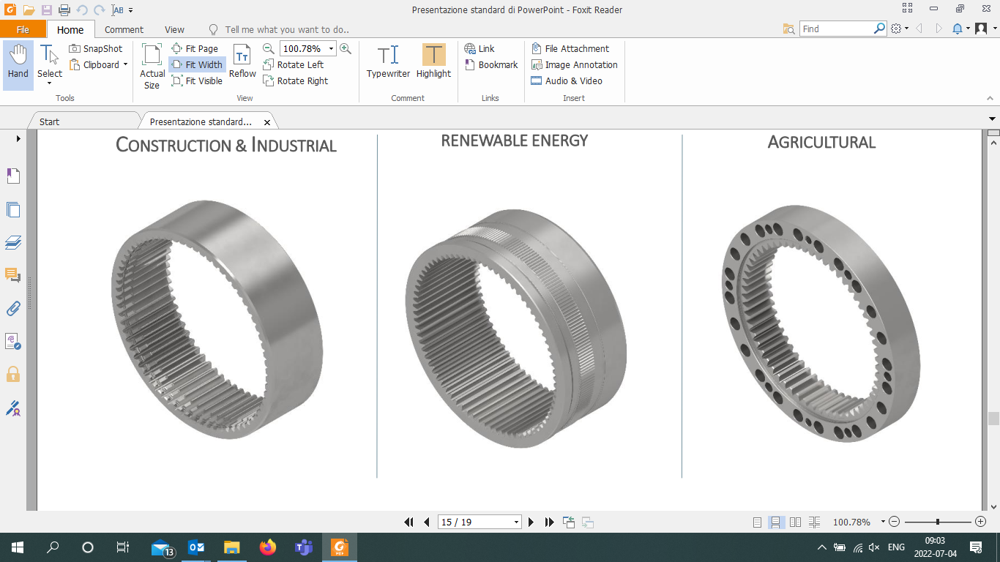 Presentazione standard di PowerPoint - Foxit Reader
File
Home
Comment
View
Tell me what you want to do..
Find
Hand
Select
SnapShot
Clipboard
Tools
Actual
Size
Fit Page
Fit Width
Fit Visible
Reflow
100.78%
Rotate Left
Rotate Right
View
Typewriter
Highlight
Comment
Link
Bookmark
Links
File Attachment
Image Annotation
Audio & Video
Insert
Start
Presentazione standard...
CONSTRUCTION & INDUSTRIAL
RENEWABLE ENERGY
AGRICULTURAL
15 / 19
100.78%
13
ENG
09:03
2022-07-04